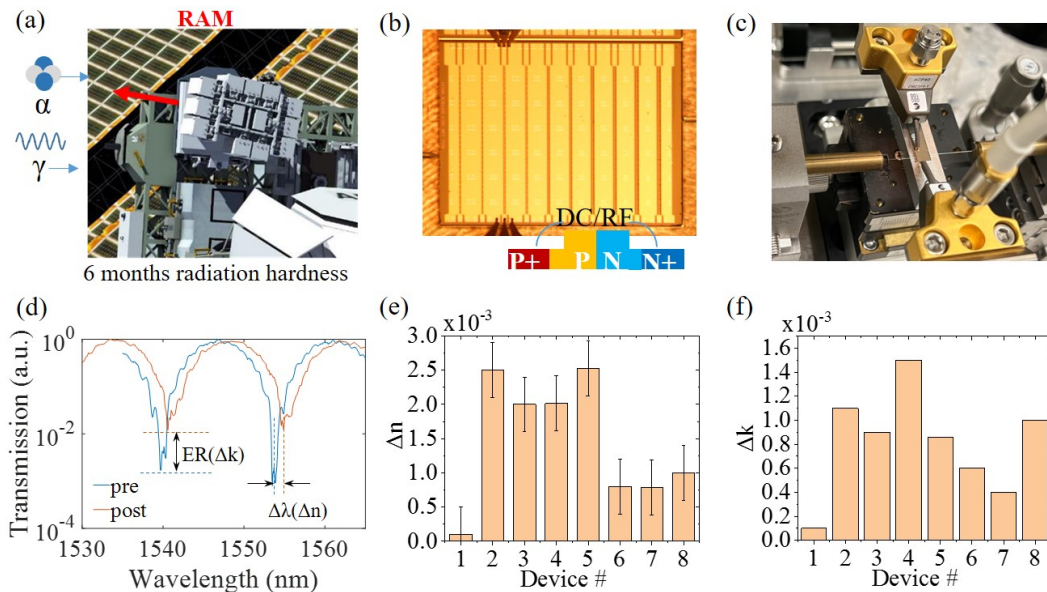 (a)
RAM
α
γ
6 months radiation hardness
(b)
DC/RF
P+ P N N+
(c)
(d)
Transmission (a.u.)
10^0
10^-2
10^-4
ER(Δk)
Δλ(Δn)
pre
post
1530 1540 1550 1560
Wavelength (nm)
(e)
x10^-3
Δn
3.0
2.5
2.0
1.5
1.0
0.5
0.0
1 2 3 4 5 6 7 8
Device #
(f)
x10^-3
Δk
1.6
1.4
1.2
1.0
0.8
0.6
0.4
0.2
0.0
1 2 3 4 5 6 7 8
Device #